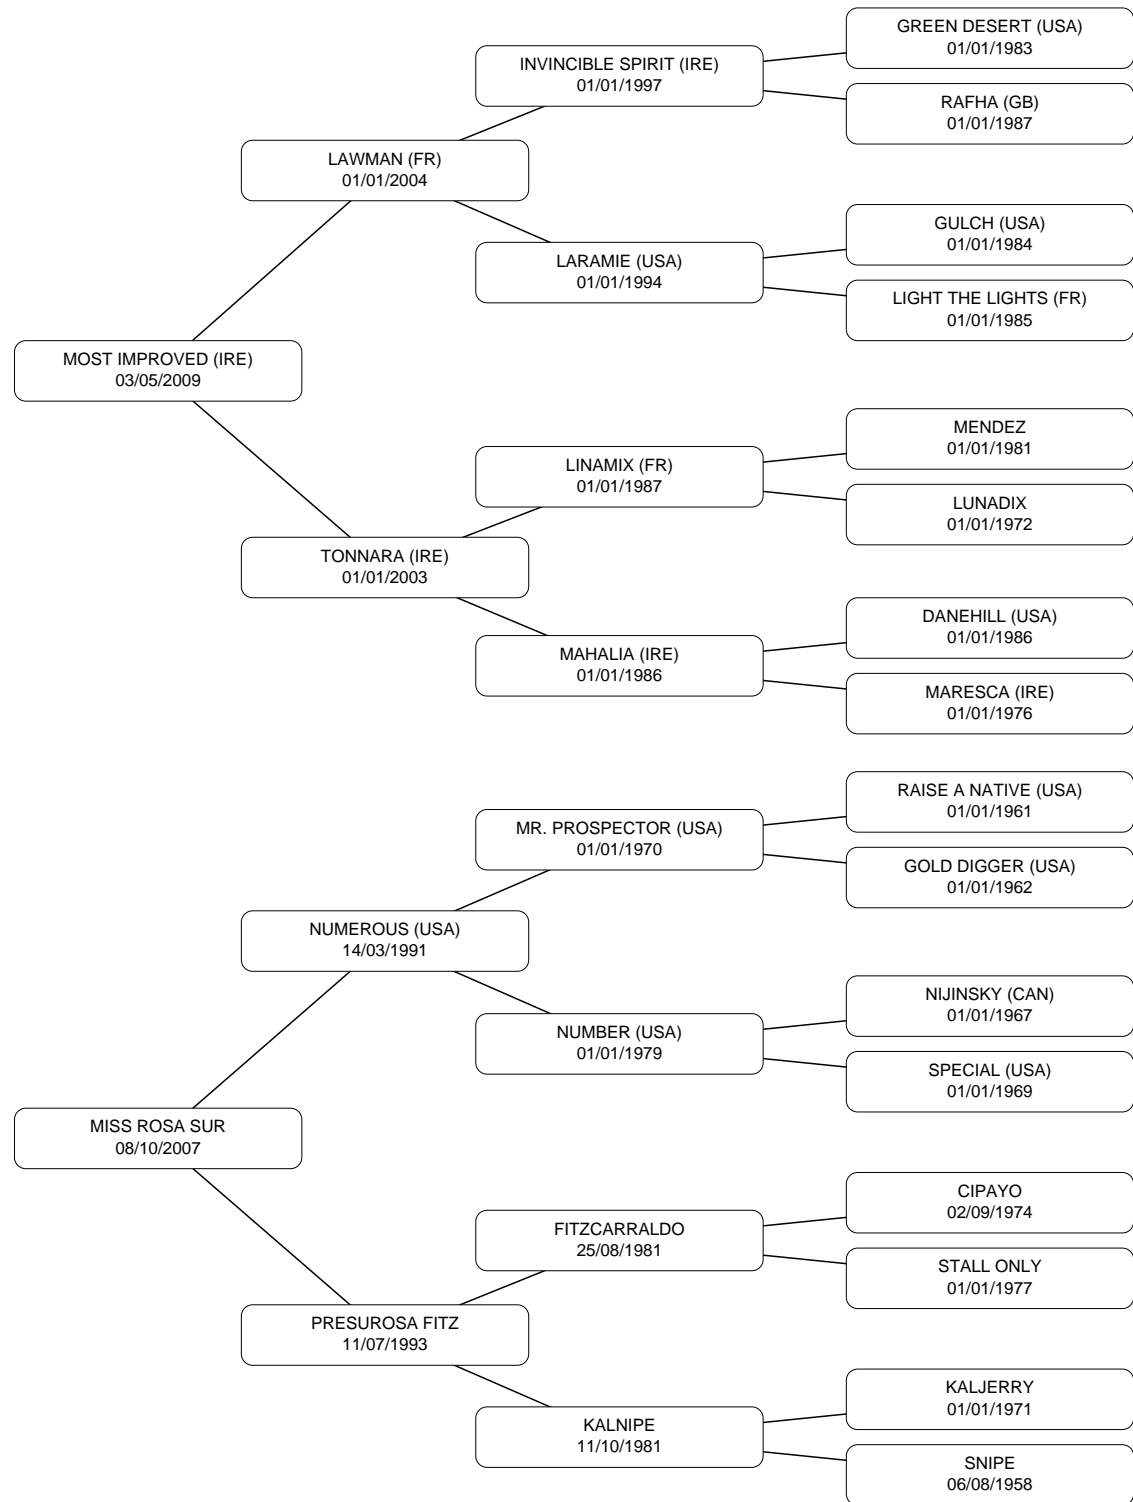 GREEN DESERT (USA)
01/01/1983
INVINCIBLE SPIRIT (IRE)
01/01/1997
RAFHA (GB)
01/01/1987
LAWMAN (FR)
01/01/2004
GULCH (USA)
01/01/1984
LARAMIE (USA)
01/01/1994
LIGHT THE LIGHTS (FR)
01/01/1985
MOST IMPROVED (IRE)
03/05/2009
MENDEZ
01/01/1981
LINAMIX (FR)
01/01/1987
LUNADIX
01/01/1972
TONNARA (IRE)
01/01/2003
DANEHILL (USA)
01/01/1986
MAHALIA (IRE)
01/01/1986
MARESCA (IRE)
01/01/1976
RAISE A NATIVE (USA)
01/01/1961
MR. PROSPECTOR (USA)
01/01/1970
GOLD DIGGER (USA)
01/01/1962
NUMEROUS (USA)
14/03/1991
NIJINSKY (CAN)
01/01/1967
NUMBER (USA)
01/01/1979
SPECIAL (USA)
01/01/1969
MISS ROSA SUR
08/10/2007
CIPAYO
02/09/1974
FITZCARRALDO
25/08/1981
STALL ONLY
01/01/1977
PRESUROSA FITZ
11/07/1993
KALJERRY
01/01/1971
KALNIPE
11/10/1981
SNIPE
06/08/1958